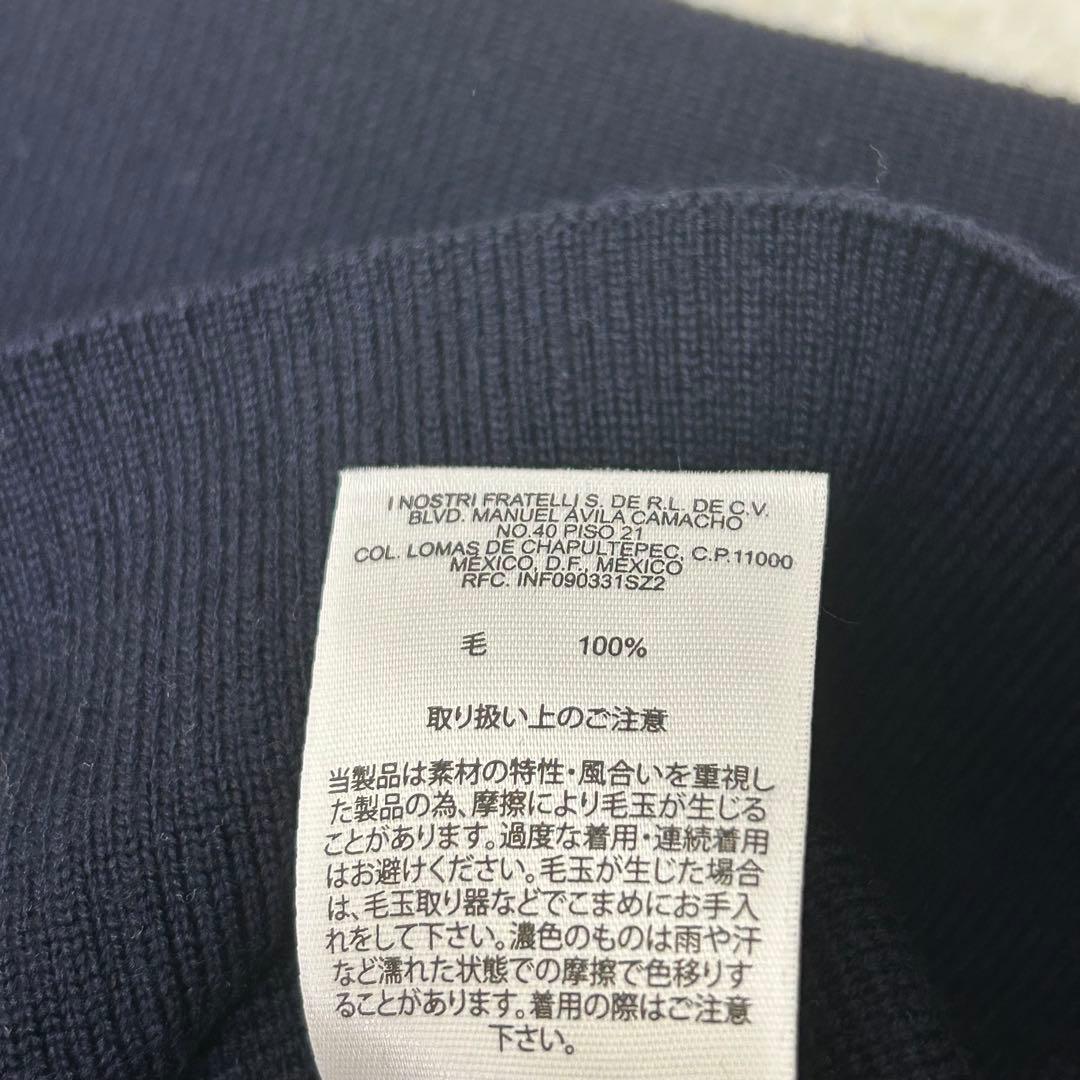 I NOSTRI FRATELLI S. DE R.L. DE C.V.
BLVD. MANUEL AVILA CAMACHO
NO.40 PISO 21
COL. LOMAS DE CHAPULTEPEC, C.P.11000
MÉXICO, D.F., MÉXICO
RFC. INF090331SZ2
毛 100%
取り扱い上のご注意
当製品は素材の特性・風合いを重視し
た製品の為、摩擦により毛玉が生じる
ことがあります。過度な着用・連続着用
はお避けください。毛玉が生じた場合
は、毛玉取り器などでこまめにお手入
れをして下さい。濃色のものは雨や汗
など濡れた状態での摩擦で色移りす
ることがあります。着用の際はご注意
下さい。